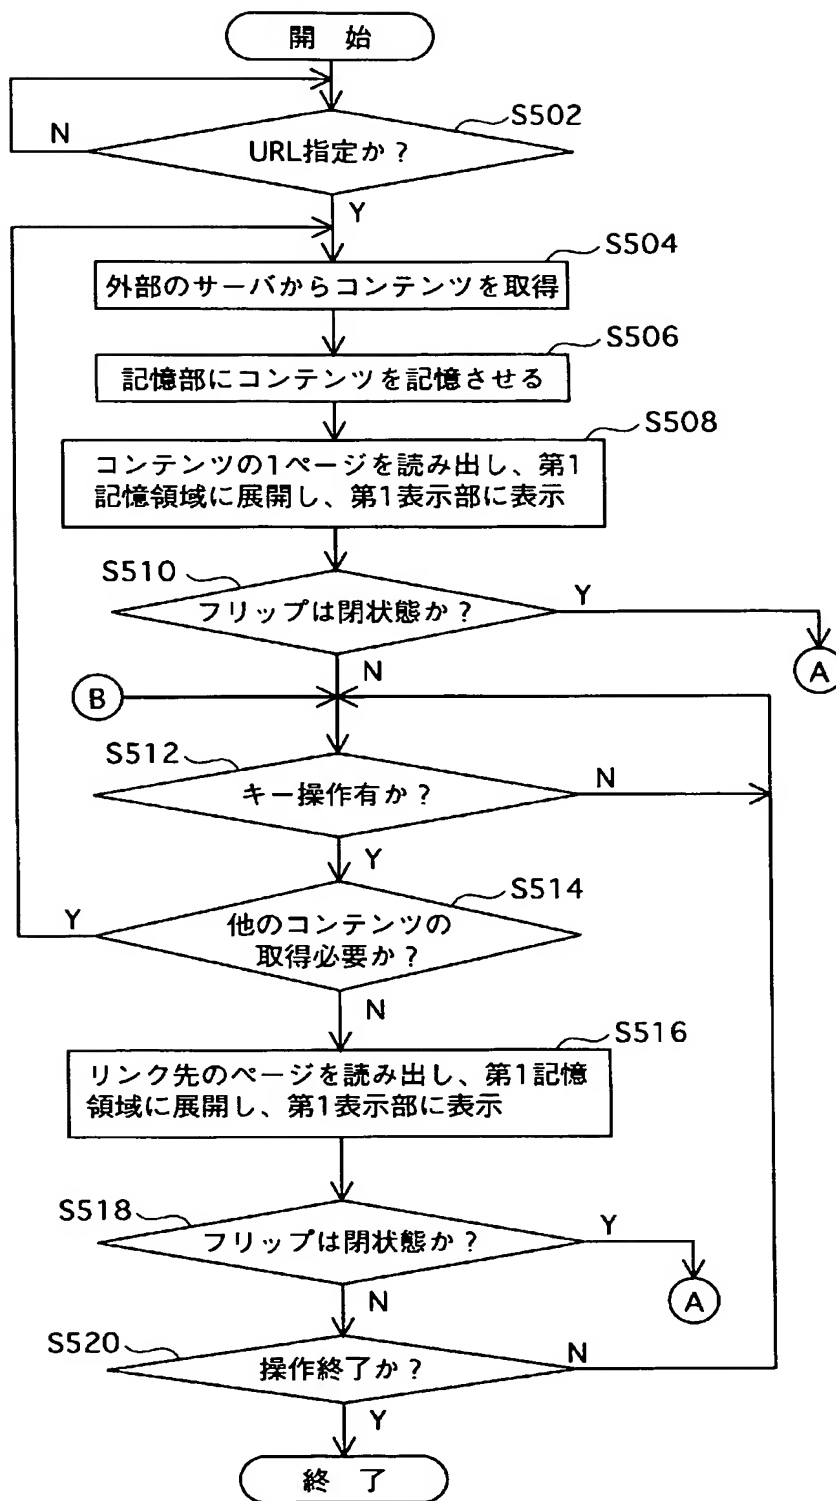 開 始
S502
N
URL指定か？
Y
S504
外部のサーバからコンテンツを取得
S506
記憶部にコンテンツを記憶させる
S508
コンテンツの1ページを読み出し、第1
記憶領域に展開し、第1表示部に表示
S510
フリップは閉状態か？
Y
A
N
B
S512
キー操作有か？
N
Y
S514
Y
他のコンテンツの
取得必要か？
N
S516
リンク先のページを読み出し、第1記憶
領域に展開し、第1表示部に表示
S518
フリップは閉状態か？
Y
A
N
S520
操作終了か？
N
Y
終 了